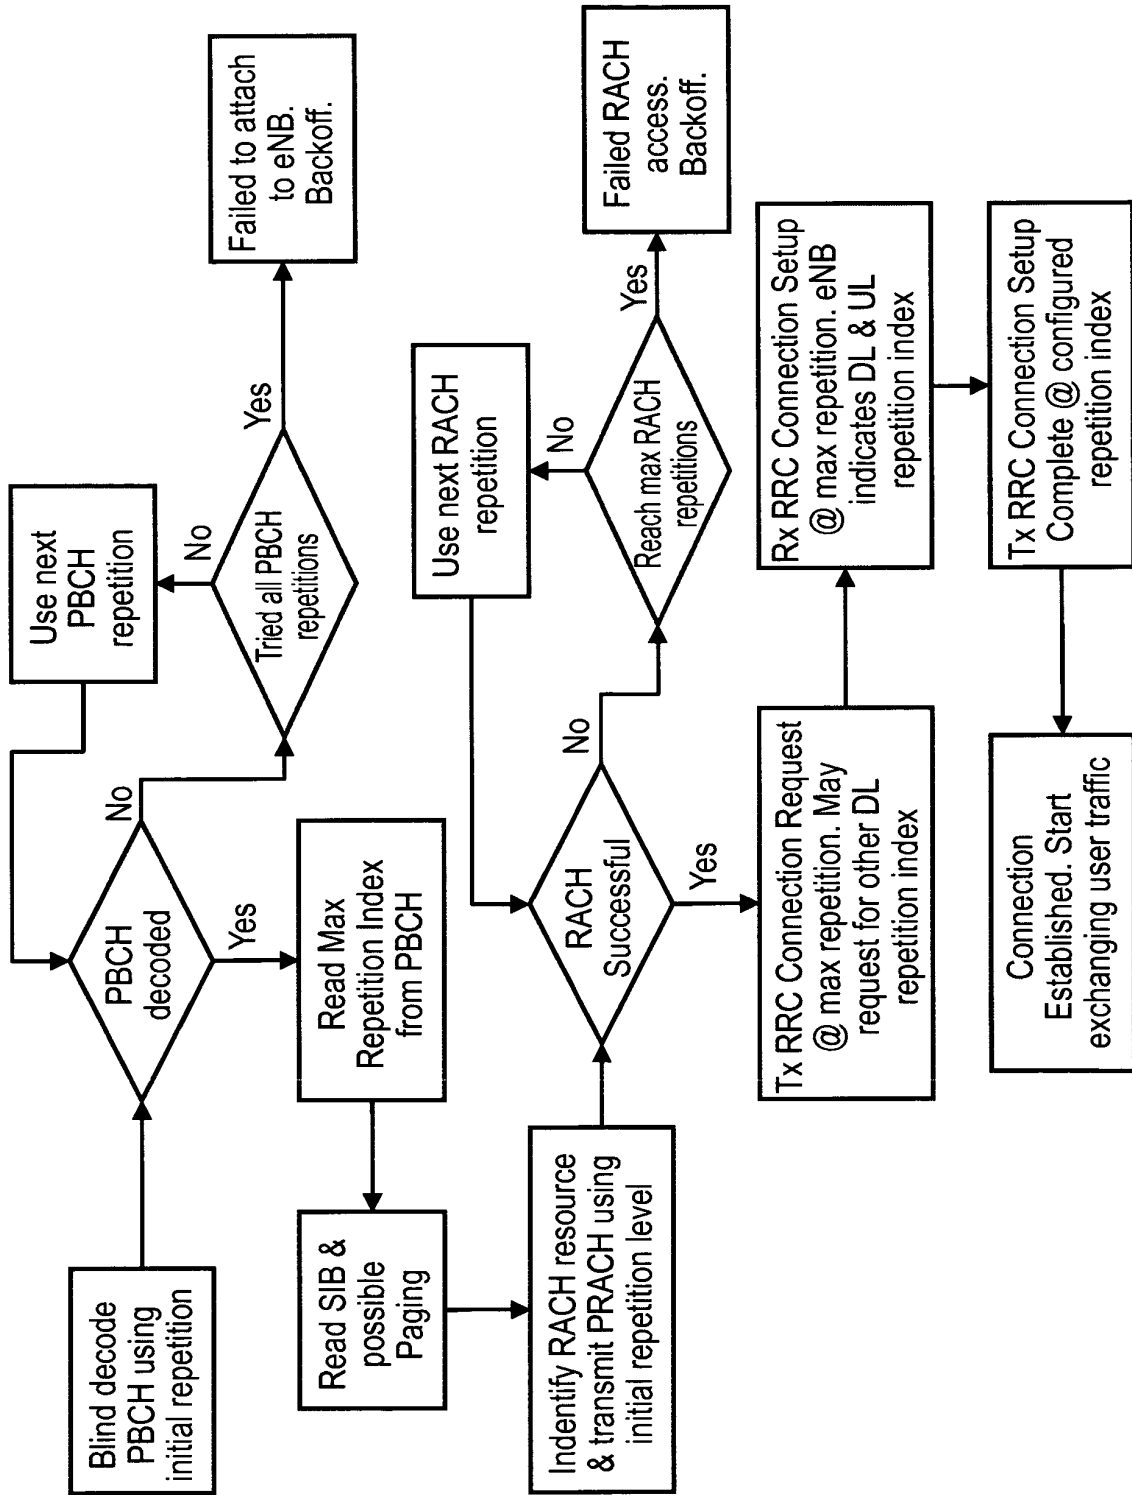 Blind decode
PBCH using
initial repetition
PBCH
decoded
No
Yes
Use next
PBCH
repetition
Tried all PBCH
repetitions
No
Yes
Failed to attach
to eNB.
Backoff.
Read Max
Repetition Index
from PBCH
Read SIB &
possible
Paging
Indentify RACH resource
& transmit PRACH using
initial repetition level
RACH
Successful
No
Yes
Use next RACH
repetition
Reach max RACH
repetitions
No
Yes
Failed RACH
access.
Backoff.
Tx RRC Connection Request
@ max repetition. May
request for other DL
repetition index
Rx RRC Connection Setup
@ max repetition. eNB
indicates DL & UL
repetition index
Tx RRC Connection Setup
Complete @ configured
repetition index
Connection
Established. Start
exchanging user traffic